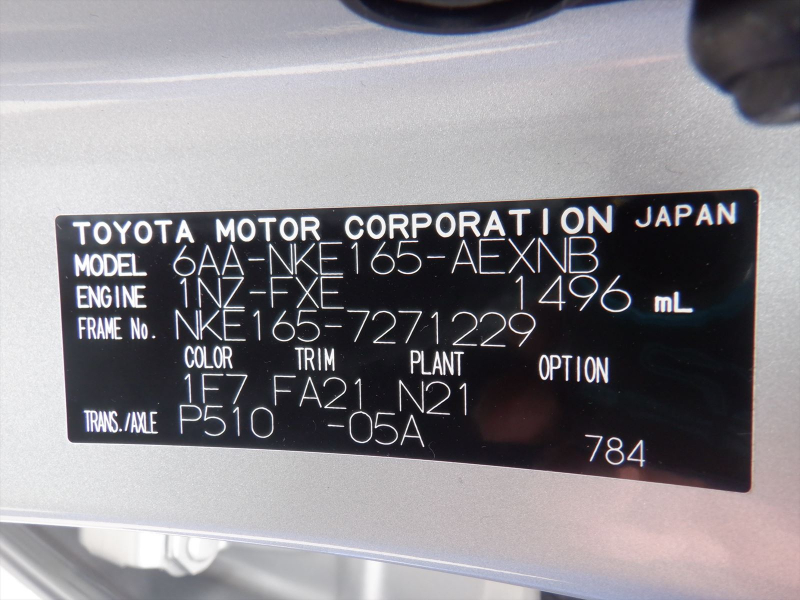 TOYOTA MOTOR CORPORATION JAPAN
MODEL 6AA-NKE165-AEXNB
ENGINE 1NZ-FXE 1496 mL
FRAME No. NKE165-7271229
COLOR TRIM PLANT OPTION
1F7 FA21 N21
TRANS./AXLE P510 -05A
784